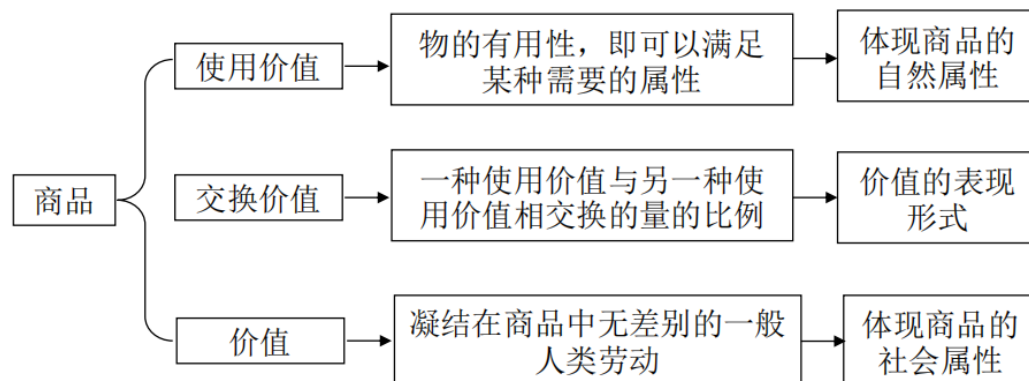 使用价值
物的有用性，即可以满足
某种需要的属性
体现商品的
自然属性
商品
交换价值
一种使用价值与另一种使
用价值相交换的量的比例
价值的表现
形式
价值
凝结在商品中无差别的一般
人类劳动
体现商品的
社会属性